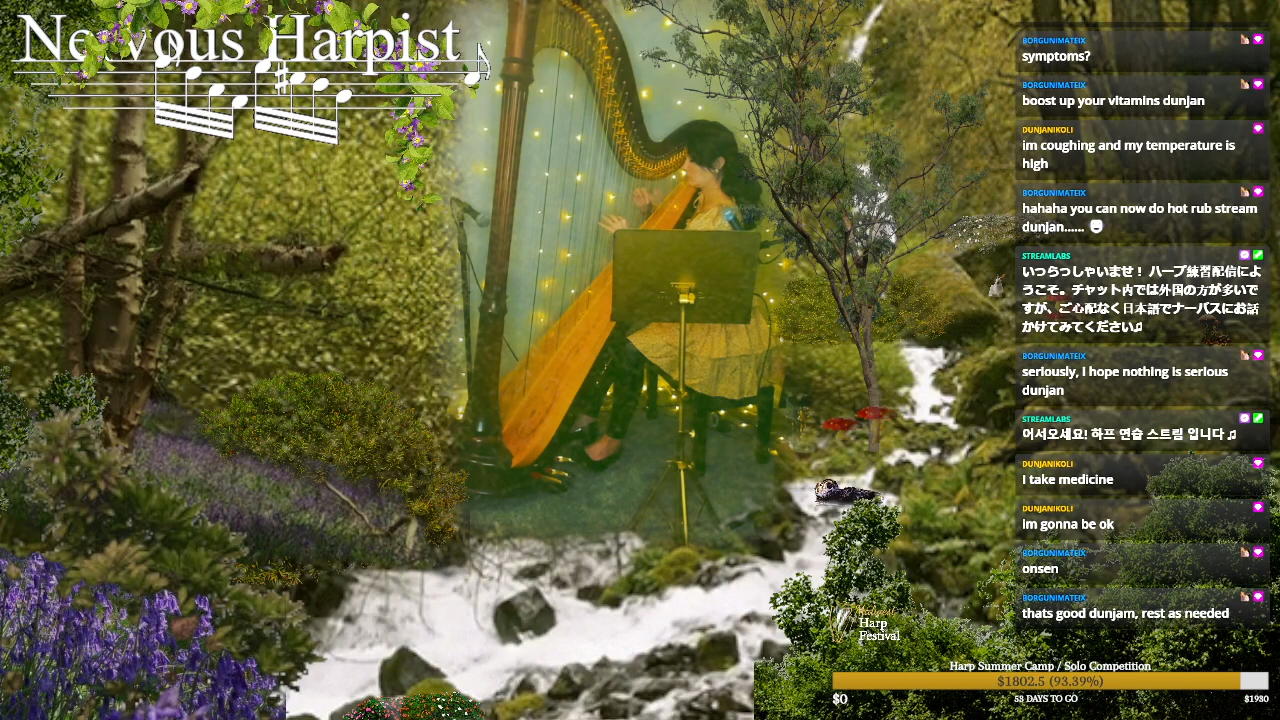 Nervous Harpist
BORGUNIMATEIX
symptoms?
BORGUNIMATEIX
boost up your vitamins dunjan
DUNJANIKOLI
im coughing and my temperature is
high
BORGUNIMATEIX
hahaha you can now do hot rub stream
dunjan......
STREAMLABS
いらっしゃいませ！ ハープ練習配信によ
うこそ。チャット内では外国の方が多いで
すが、ご心配なく日本語でナーバスにお話
かけてみてください♫
BORGUNIMATEIX
seriously, i hope nothing is serious
dunjan
STREAMLABS
어서오세요! 하프 연습 스트림 입니다 ♫
DUNJANIKOLI
I take medicine
DUNJANIKOLI
im gonna be ok
BORGUNIMATEIX
onsen
BORGUNIMATEIX
thats good dunjam, rest as needed
Harp
Festival
Harp Summer Camp / Solo Competition
$1802.5 (93.39%)
$0
53 DAYS TO GO
$1930